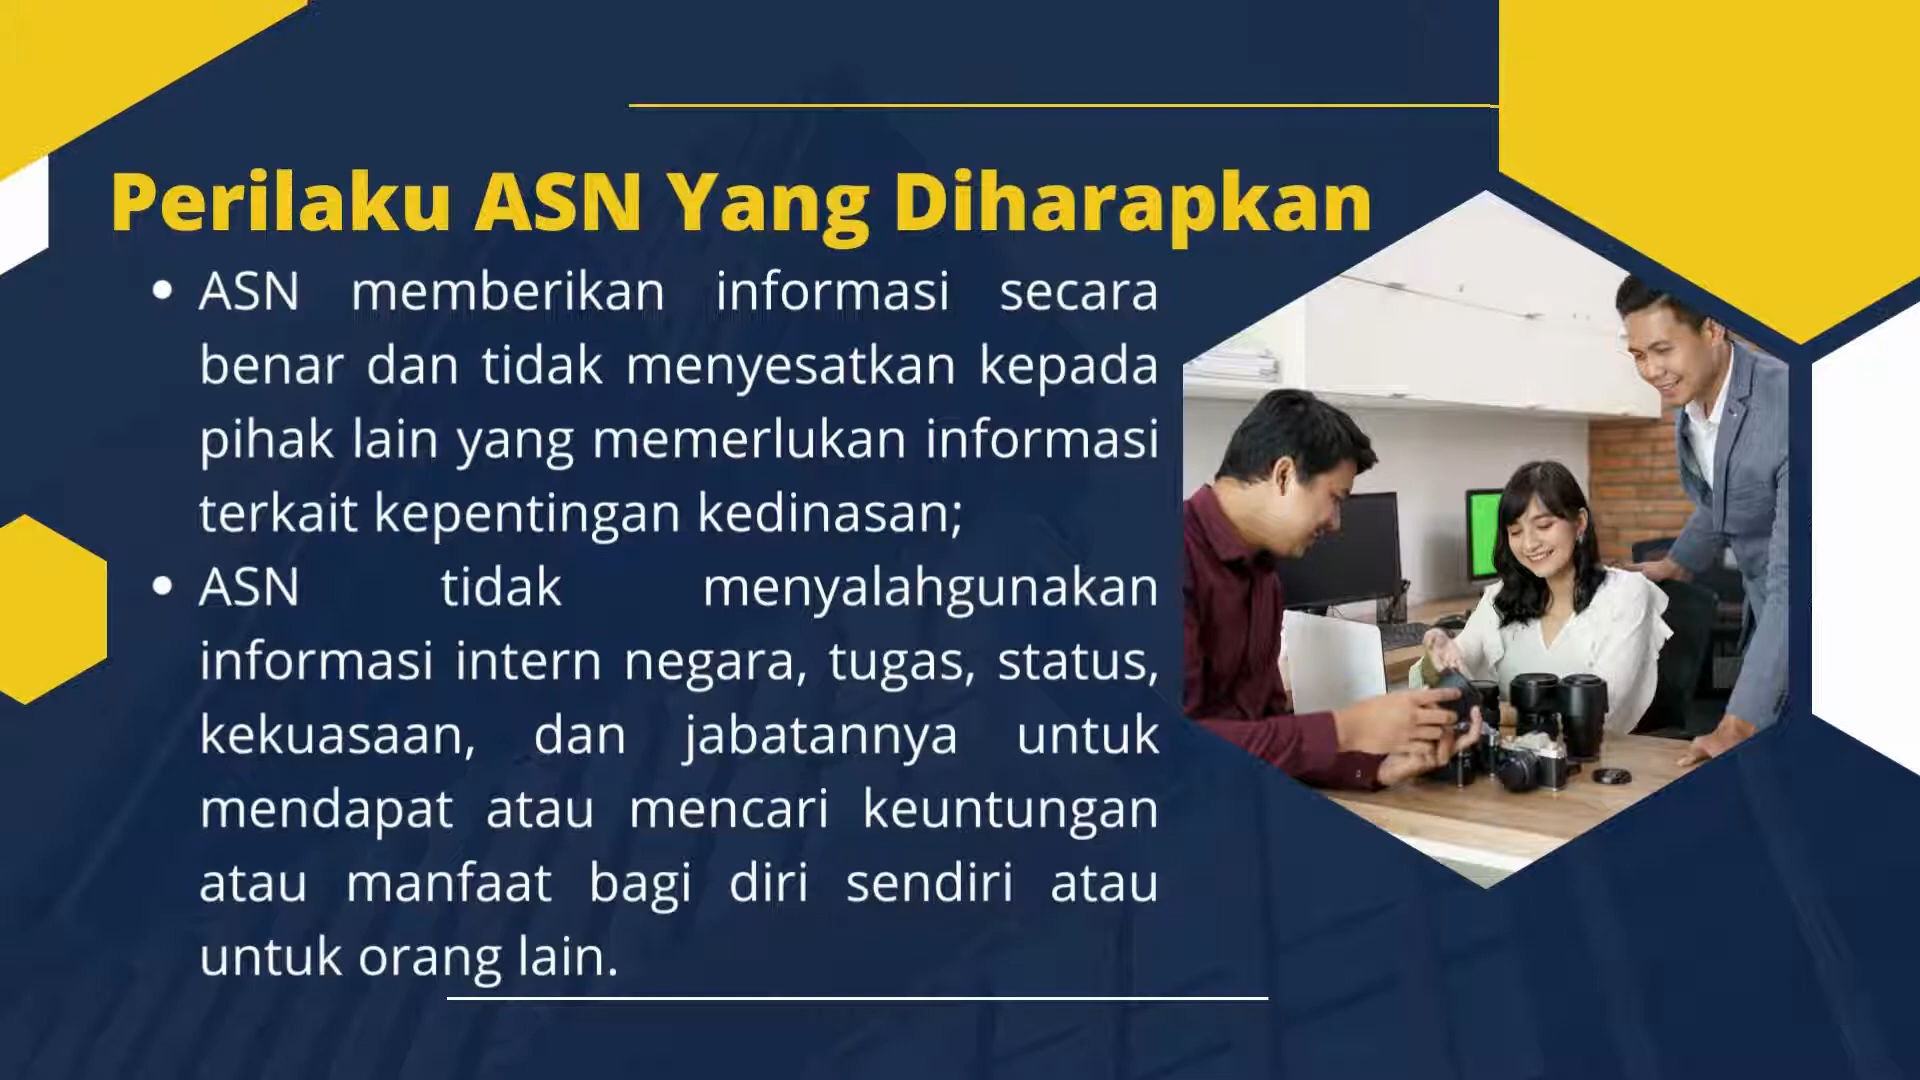 Perilaku ASN Yang Diharapkan
• ASN memberikan informasi secara
benar dan tidak menyesatkan kepada
pihak lain yang memerlukan informasi
terkait kepentingan kedinasan;
• ASN tidak menyalahgunakan
informasi intern negara, tugas, status,
kekuasaan, dan jabatannya untuk
mendapat atau mencari keuntungan
atau manfaat bagi diri sendiri atau
untuk orang lain.